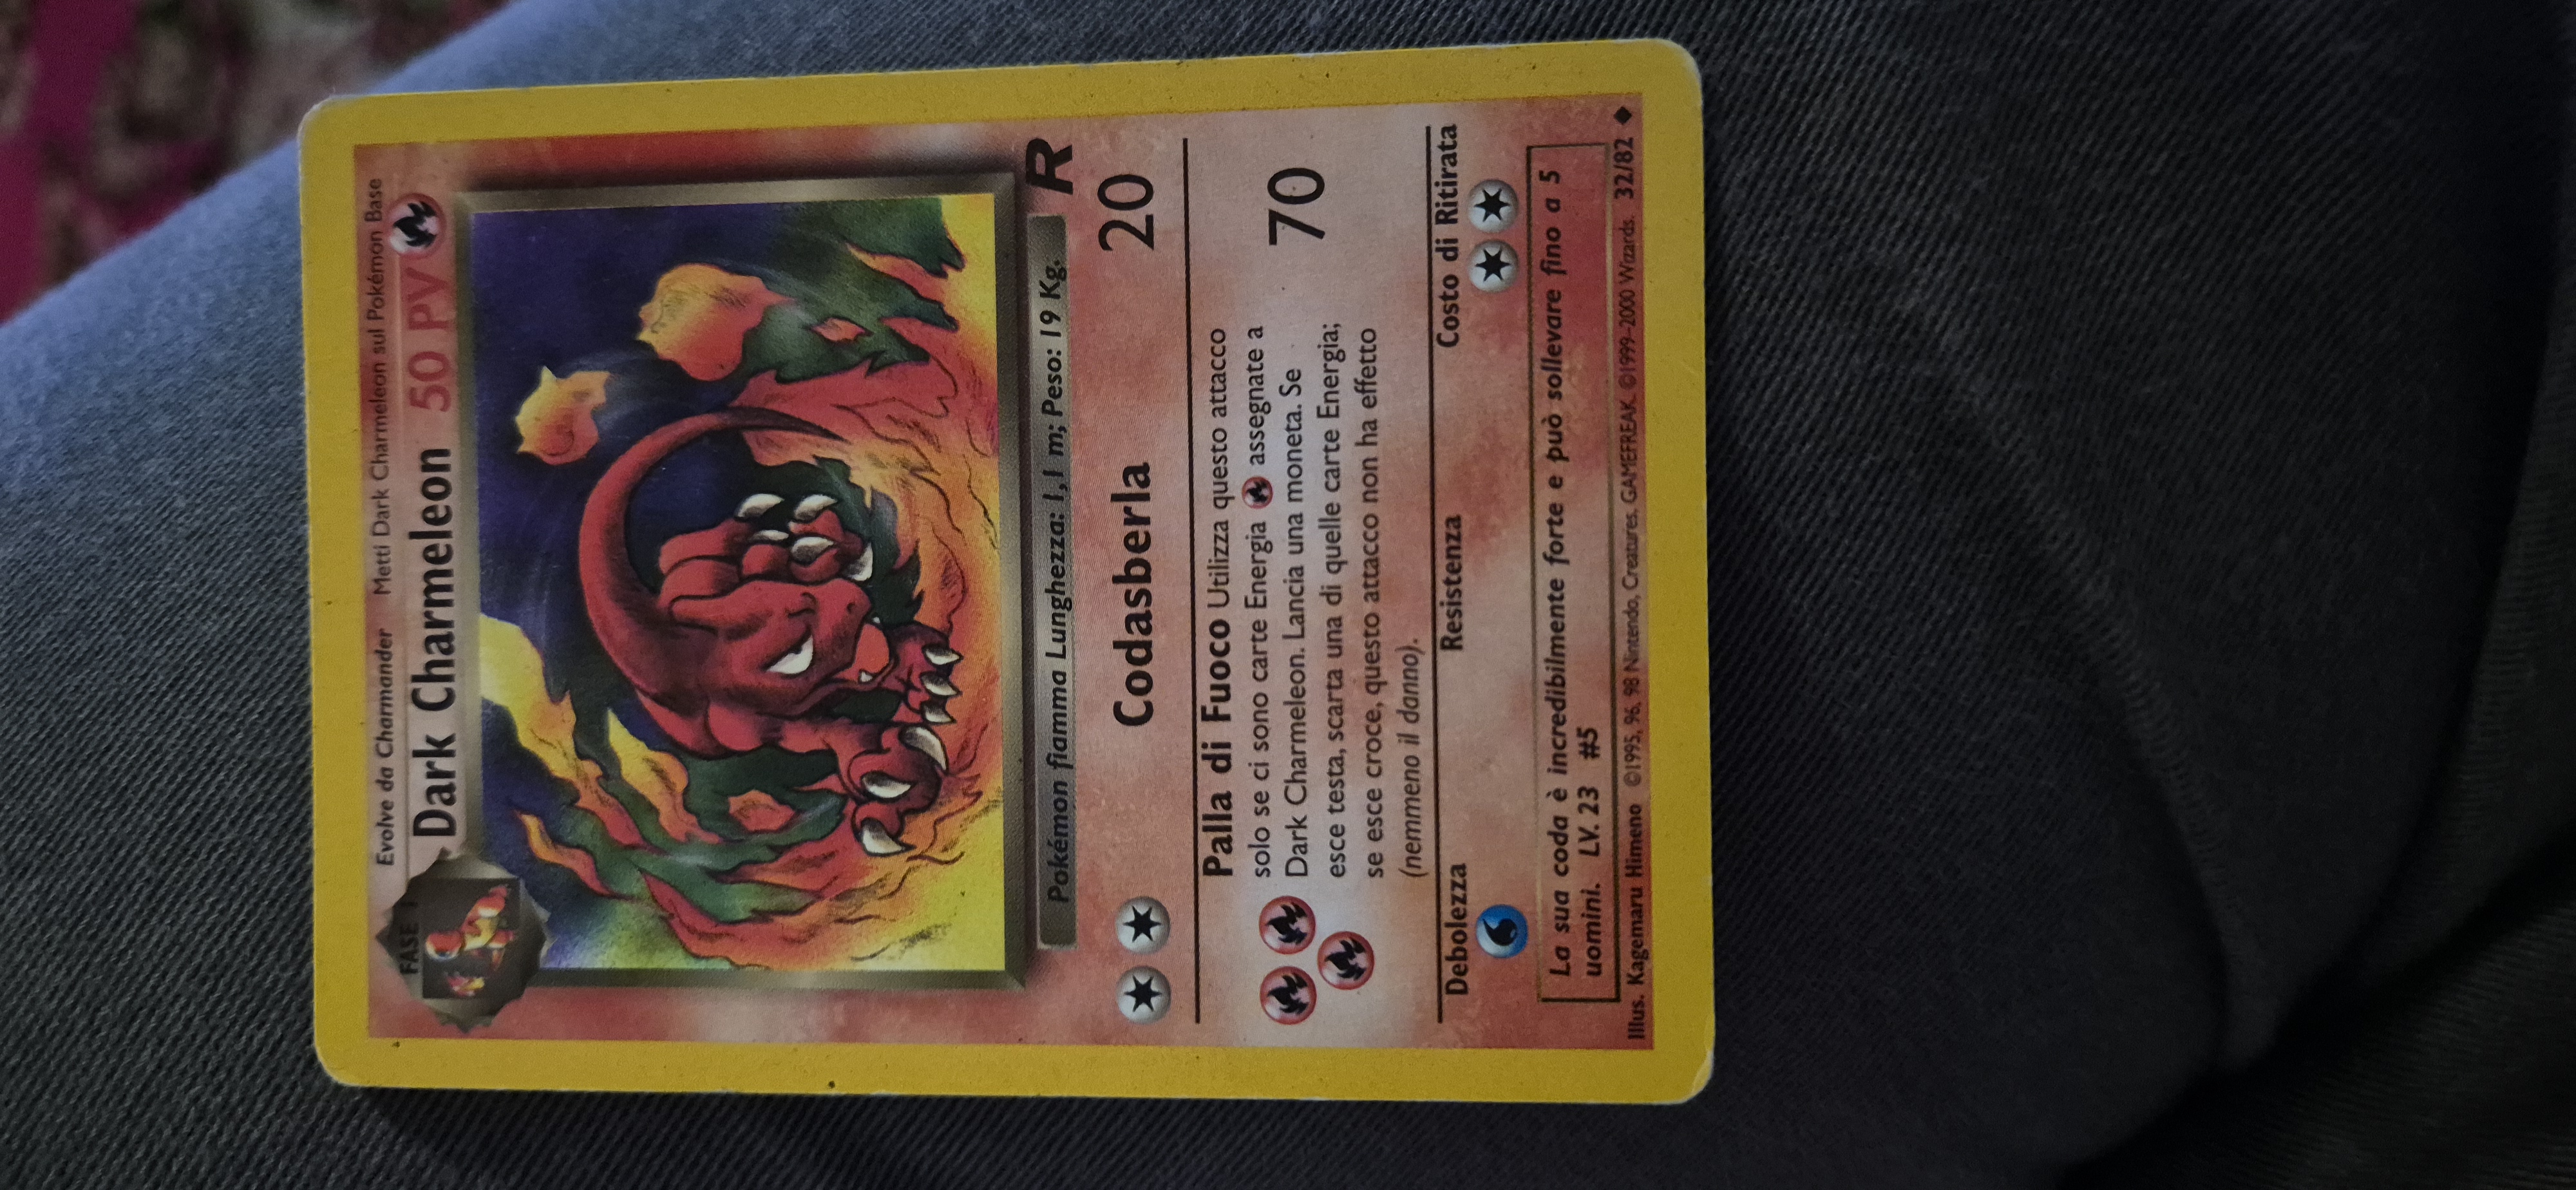 FASE 1
Evolve da Charmander Metti Dark Charmeleon sul Pokémon Base
Dark Charmeleon 50 PV
Pokémon fiamma Lunghezza: 1,1 m; Peso: 19 Kg.
R
Codasberla 20
Palla di Fuoco Utilizza questo attacco
solo se ci sono carte Energia assegnate a
Dark Charmeleon. Lancia una moneta. Se
esce testa, scarta una di quelle carte Energia;
se esce croce, questo attacco non ha effetto
(nemmeno il danno).
70
Debolezza Resistenza Costo di Ritirata
La sua coda è incredibilmente forte e può sollevare fino a 5
uomini. LV. 23 #5
Illus. Kagemaru Himeno ©1995, 96, 98 Nintendo, Creatures, GAMEFREAK. ©1999-2000 Wizards. 32/82 ◆